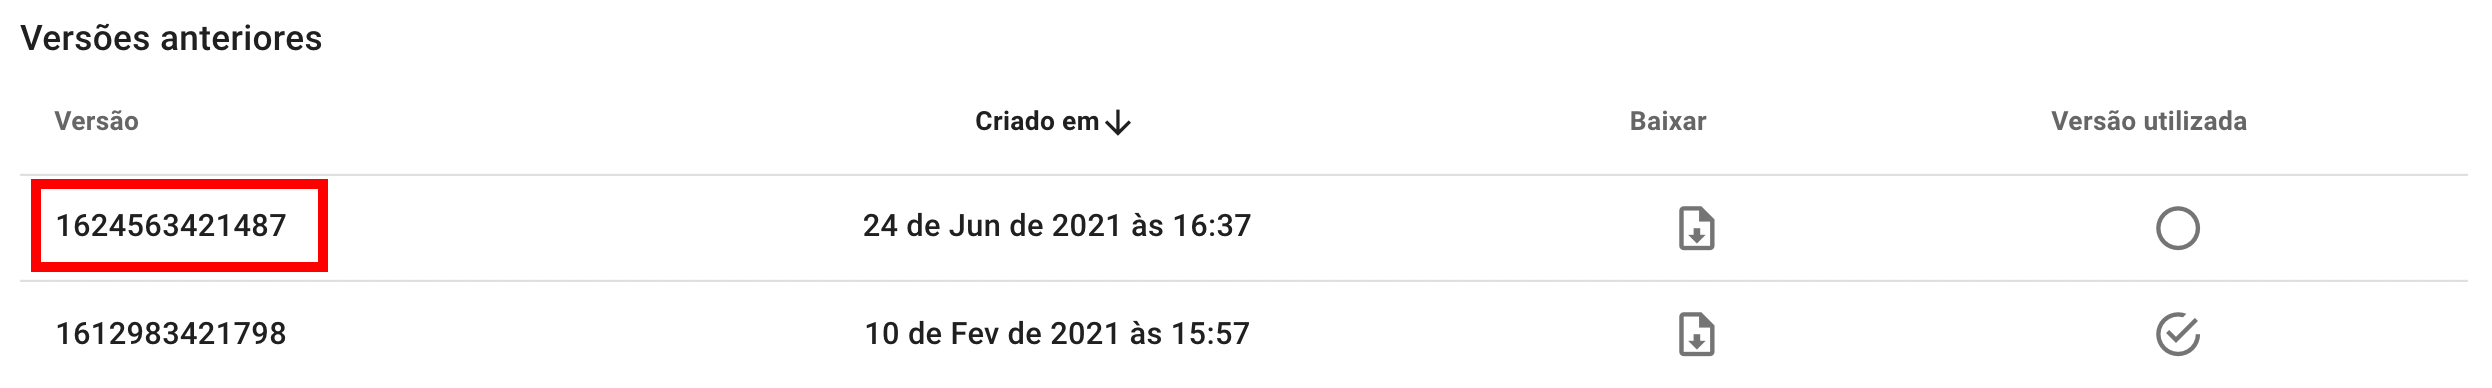 Versões anteriores
Versão Criado em Baixar Versão utilizada
1624563421487 24 de Jun de 2021 às 16:37
1612983421798 10 de Fev de 2021 às 15:57